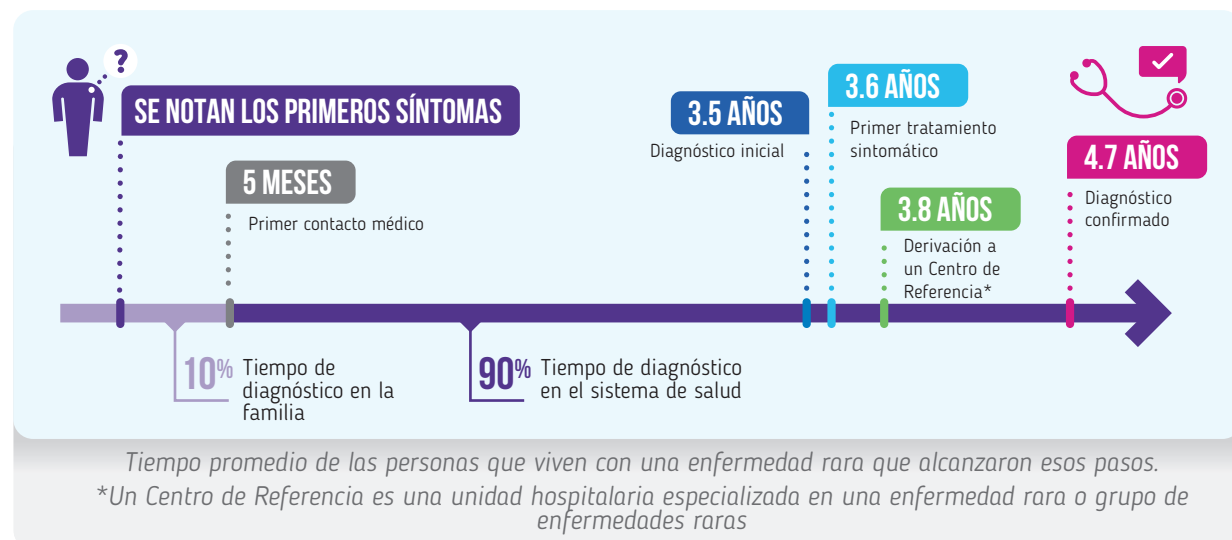 ?
SE NOTAN LOS PRIMEROS SÍNTOMAS
5 MESES
Primer contacto médico
3.5 AÑOS
Diagnóstico inicial
3.6 AÑOS
Primer tratamiento
sintomático
3.8 AÑOS
Derivación a
un Centro de
Referencia*
4.7 AÑOS
Diagnóstico
confirmado
10% Tiempo de
diagnóstico en la
familia
90% Tiempo de diagnóstico
en el sistema de salud
Tiempo promedio de las personas que viven con una enfermedad rara que alcanzaron esos pasos.
*Un Centro de Referencia es una unidad hospitalaria especializada en una enfermedad rara o grupo de
enfermedades raras